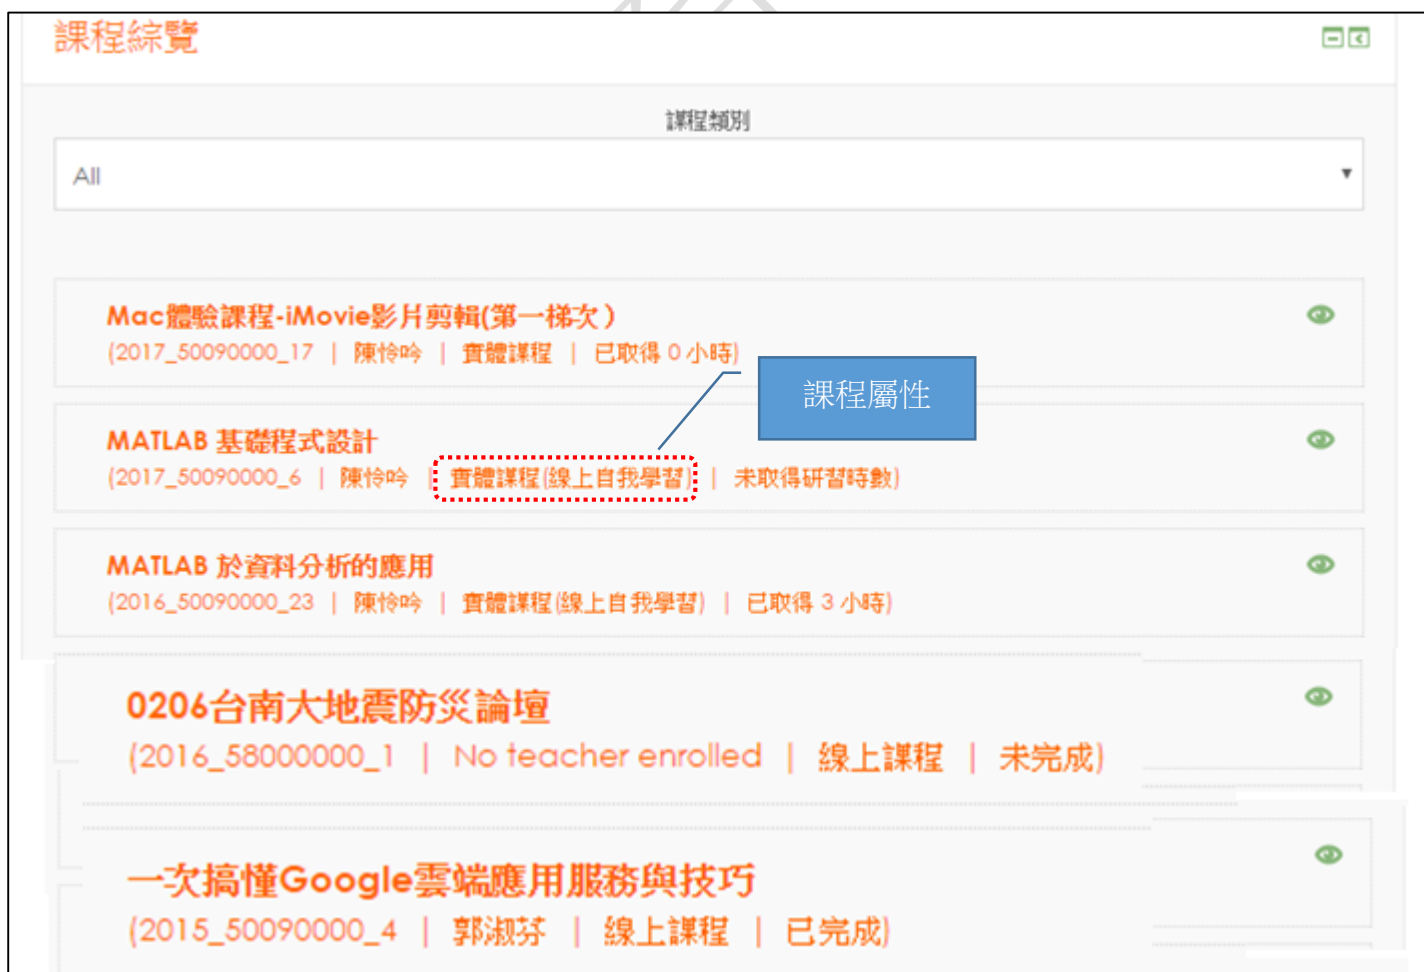 課程綜覽
課程類別
All
Mac體驗課程-iMovie影片剪輯(第一梯次）
(2017_50090000_17 | 陳怜吟 | 實體課程 | 已取得 0 小時)
課程屬性
MATLAB 基礎程式設計
(2017_50090000_6 | 陳怜吟 | 實體課程(線上自我學習) | 未取得研習時數)
MATLAB 於資料分析的應用
(2016_50090000_23 | 陳怜吟 | 實體課程(線上自我學習) | 已取得 3 小時)
0206台南大地震防災論壇
(2016_58000000_1 | No teacher enrolled | 線上課程 | 未完成)
一次搞懂Google雲端應用服務與技巧
(2015_50090000_4 | 郭淑芬 | 線上課程 | 已完成)